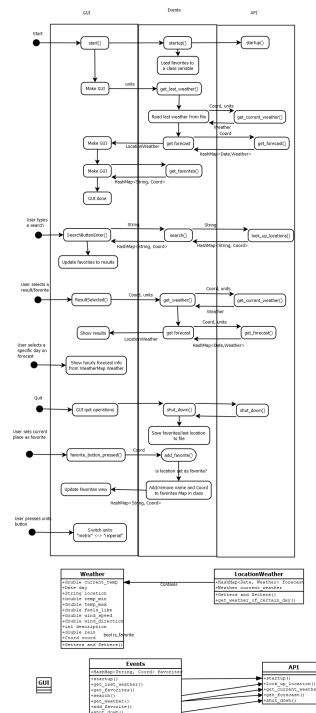 GUI
Events
API
Start
start()
startup()
startup()
Load favorites to
a class variable
units
Make GUI
get_last_weather()
Coord, units
Read last weather from file
get_current_weather()
Weather
Coord
Make GUI
get forecast
get_forecast()
LocationWeather
HashMap<Date,Weather>
Make GUI
get_favorites()
HashMap<String, Coord>
GUI done
User types
a search
String
String
SearchButtonEnter()
search()
look_up_locations()
HashMap<String, Coord>
HashMap<String, Coord>
Update favorites to results
User selects a
result/favorite
Coord, units
Coord, units
ResultSelected()
get_weather()
get_current_weather()
Weather
Coord, units
Show results
get forecast
get_forecast()
LocationWeather
HashMap<Date,Weather>
User selects a
specific day on
forecast
Show hourly forecast info
from WeatherMap Weather
Quit
GUI quit operations
shut_down()
shut_down()
Save favorites/last location
to file
User sets current
place as favorite
Coord
favorite_button_pressed()
add_favorite()
Is location set as favorite?
Update favorites view
Add/remove name and Coord
to favorites Map in class
HashMap<String, Coord>
User presses units
button
Switch units
"metric" <-> "imperial"
Weather
+double current_temp
+Date day
+String location
+double temp_min
+double temp_max
+double feels_like
+double wind_speed
+double wind_direction
+int description
+double rain
+Coord coord
bool is_favorite
+Getters and Setters()
Contains
LocationWeather
+HashMap<Date, Weather> forecast
+Weather current_weather
+Getters and Setters()
+get_weather_of_certain_day()
GUI
Events
+HashMap<String, Coord> favorites
+startup()
+get_last_weather()
+get_favorites()
+search()
+get_weather()
+add_favorite()
+shut_down()
API
+startup()
+look_up_location()
+get_current_weather()
+get_forecast()
+shut_down()